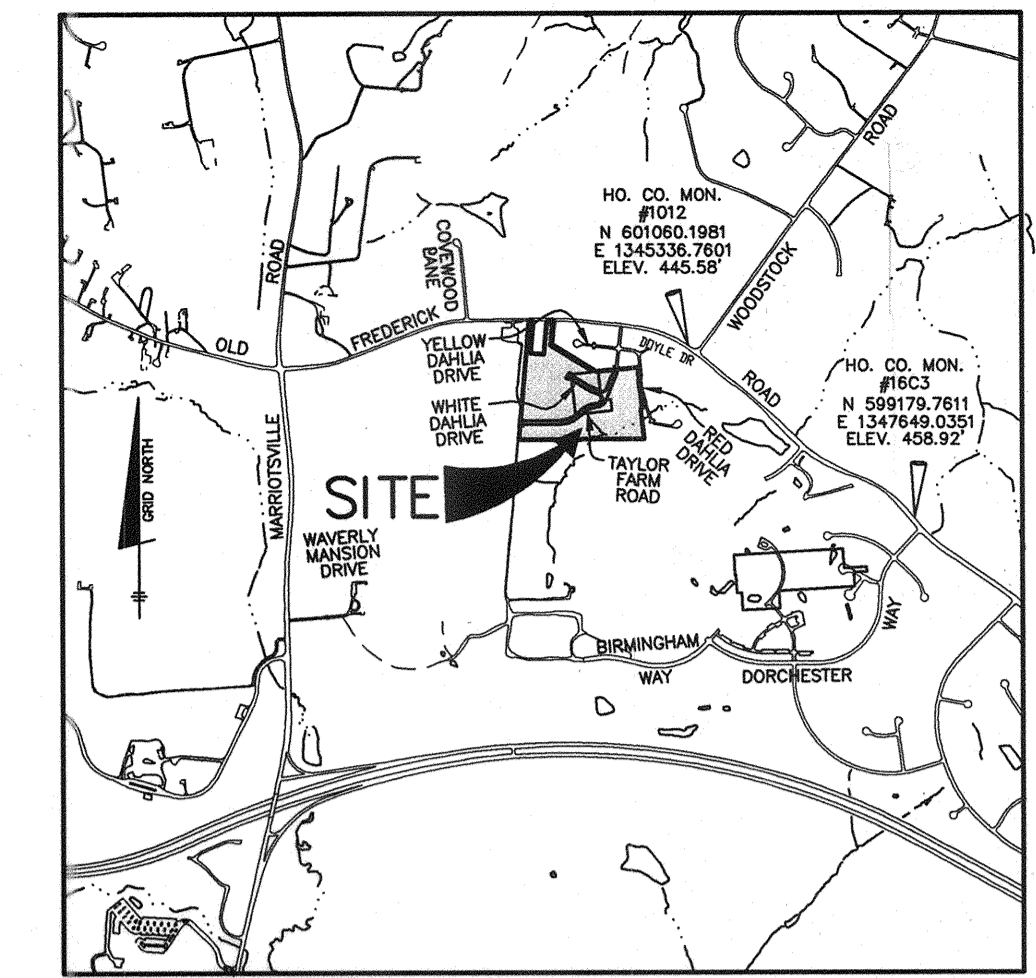 ROAD
HO. CO. MON.
#1012
N 601060.1981
E 1345336.7601
ELEV. 445.58'
COVEWOOD
LANE
ROAD
WOODSTOCK
OLD
FREDERICK
YELLOW
DAHLIA
DRIVE
DOYLE DR
ROAD
HO. CO. MON.
#16C3
N 599179.7611
E 1347649.0351
ELEV. 458.92'
WHITE
DAHLIA
DRIVE
RED
DAHLIA
DRIVE
TAYLOR
FARM
ROAD
GRID NORTH
MARRIOTSVILLE
SITE
WAVERLY
MANSION
DRIVE
WAY
BIRMINGHAM
WAY
DORCHESTER